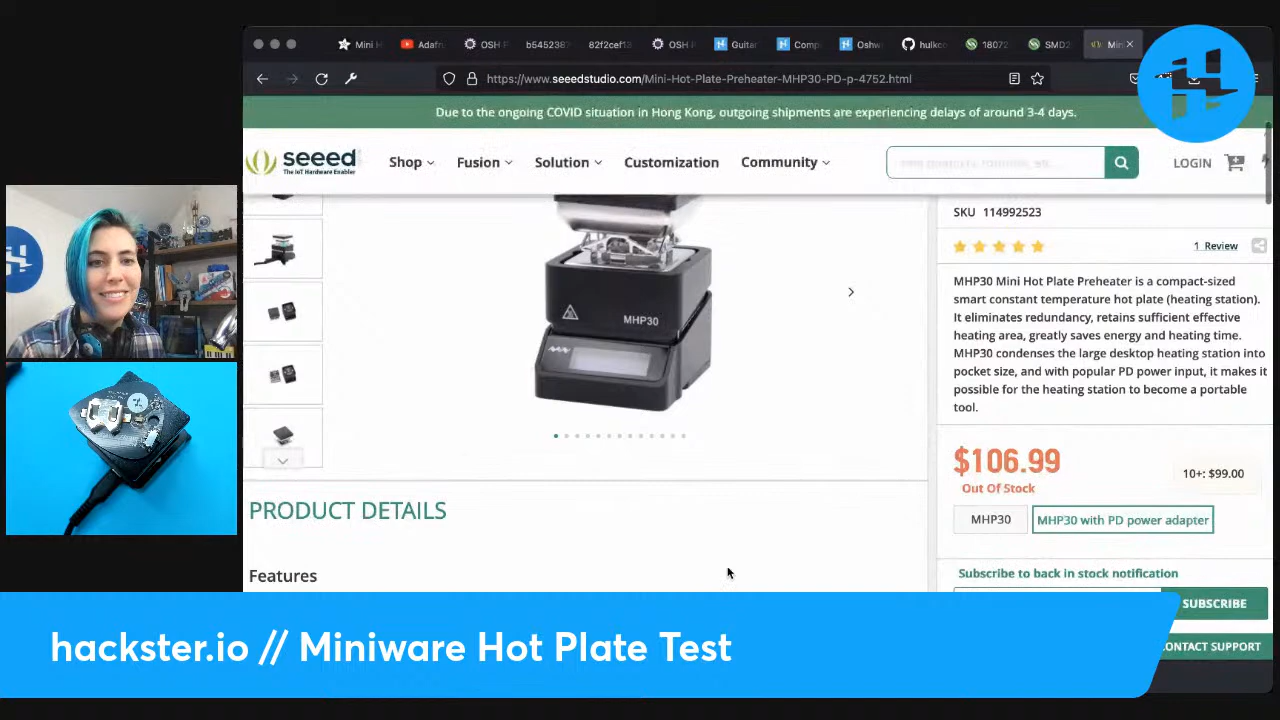 Mini H
Adafru
OSH P
b545238
82f2cef1
OSH P
Guitar
Comp
Oshw
hulkco
18072
SMD2
Min
https://www.seeedstudio.com/Mini-Hot-Plate-Preheater-MHP30-PD-p-4752.html
Due to the ongoing COVID situation in Hong Kong, outgoing shipments are experiencing delays of around 3-4 days.
seeed
The IoT Hardware Enabler
Shop
Fusion
Solution
Customization
Community
LOGIN
SKU 114992523
1 Review
MHP30 Mini Hot Plate Preheater is a compact-sized
smart constant temperature hot plate (heating station).
It eliminates redundancy, retains sufficient effective
heating area, greatly saves energy and heating time.
MHP30 condenses the large desktop heating station into
pocket size, and with popular PD power input, it makes it
possible for the heating station to become a portable
tool.
MHP30
$106.99
10+: $99.00
Out Of Stock
MHP30
MHP30 with PD power adapter
PRODUCT DETAILS
Features
Subscribe to back in stock notification
SUBSCRIBE
ONTACT SUPPORT
hackster.io // Miniware Hot Plate Test